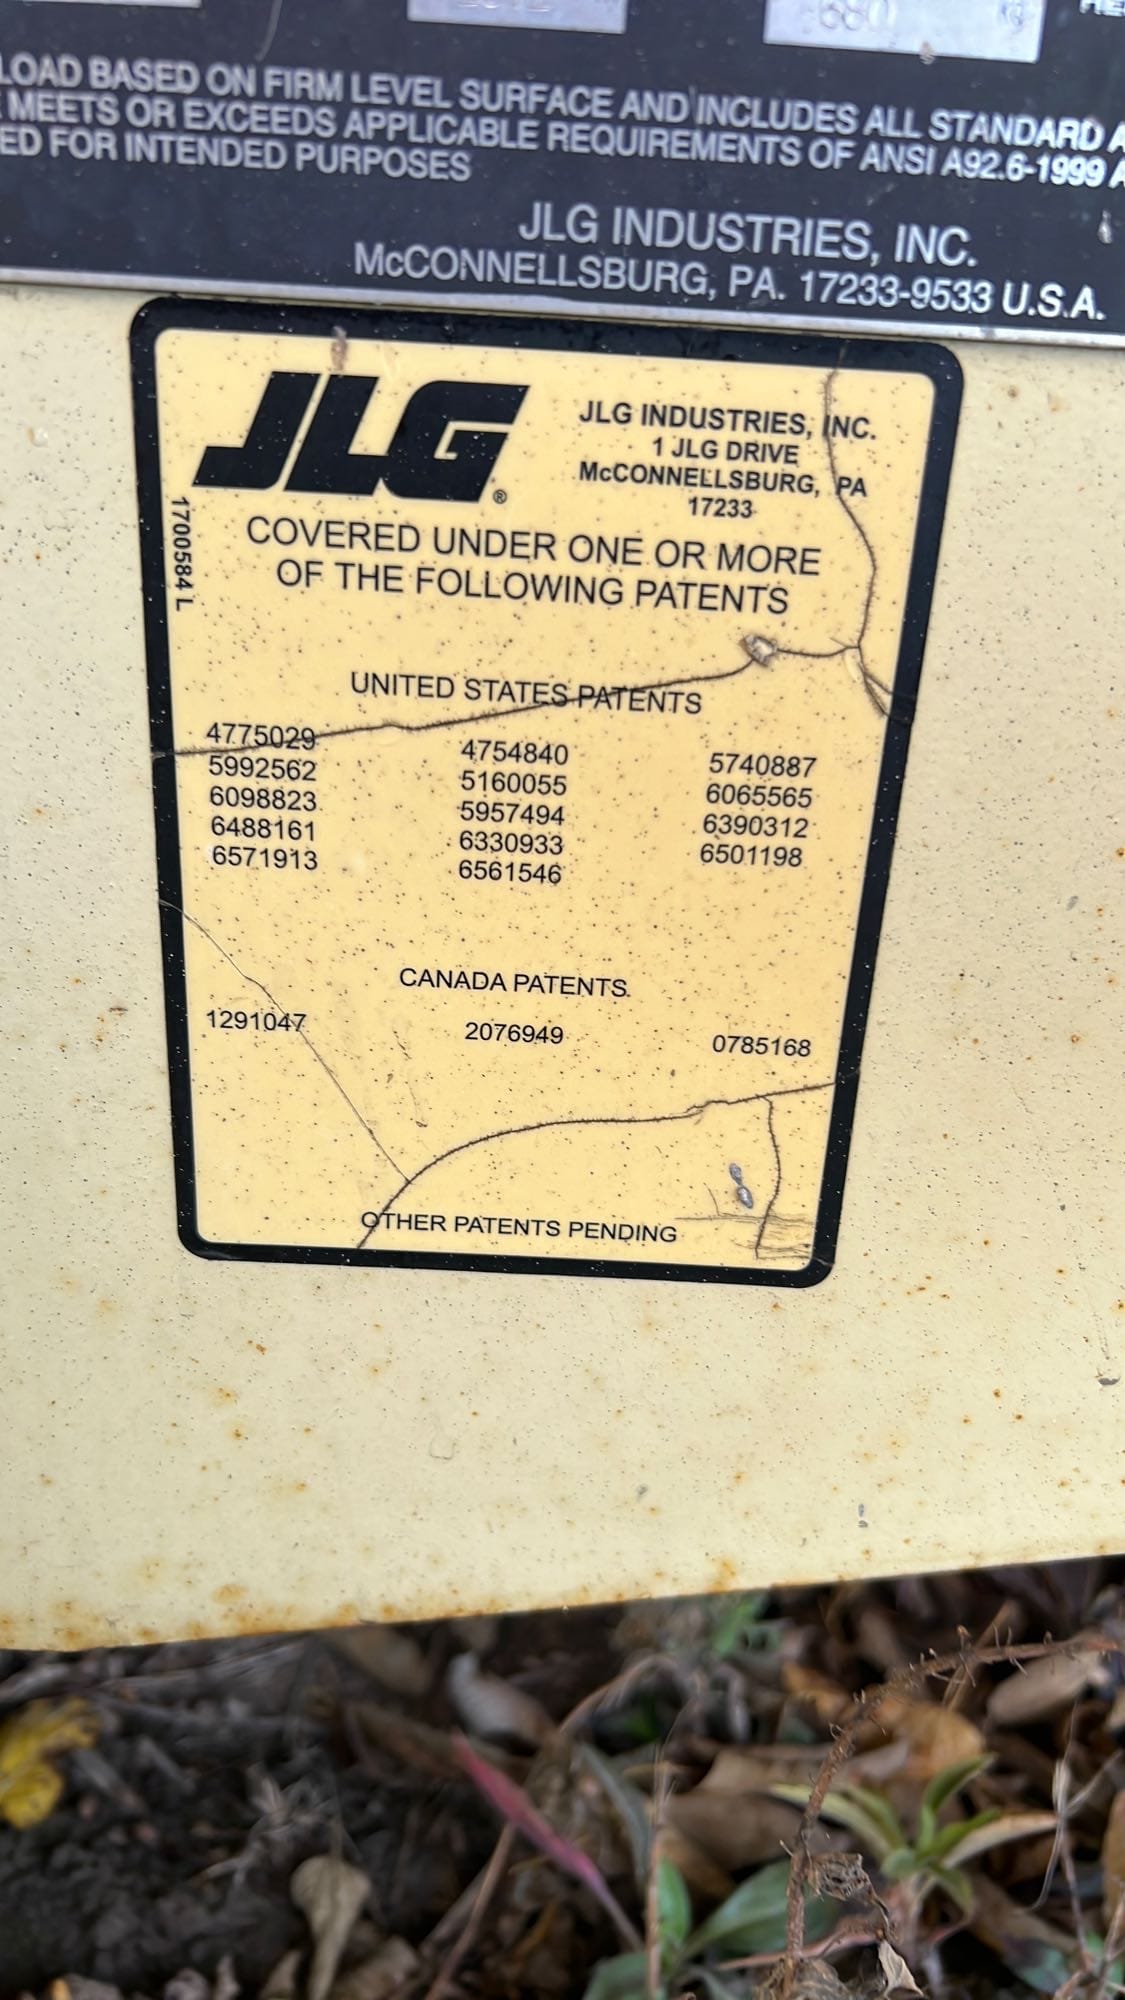 680
LOAD BASED ON FIRM LEVEL SURFACE AND INCLUDES ALL STANDARD
MEETS OR EXCEEDS APPLICABLE REQUIREMENTS OF ANSI A92.6-1999
ED FOR INTENDED PURPOSES
JLG INDUSTRIES, INC.
McCONNELLSBURG, PA. 17233-9533 U.S.A.
JLG®
JLG INDUSTRIES, INC.
1 JLG DRIVE
McCONNELLSBURG, PA
17233
1700584 L
COVERED UNDER ONE OR MORE
OF THE FOLLOWING PATENTS
UNITED STATES PATENTS
4775029 4754840 5740887
5992562 5160055 6065565
6098823 5957494 6390312
6488161 6330933 6501198
6571913 6561546
CANADA PATENTS
1291047 2076949 0785168
OTHER PATENTS PENDING